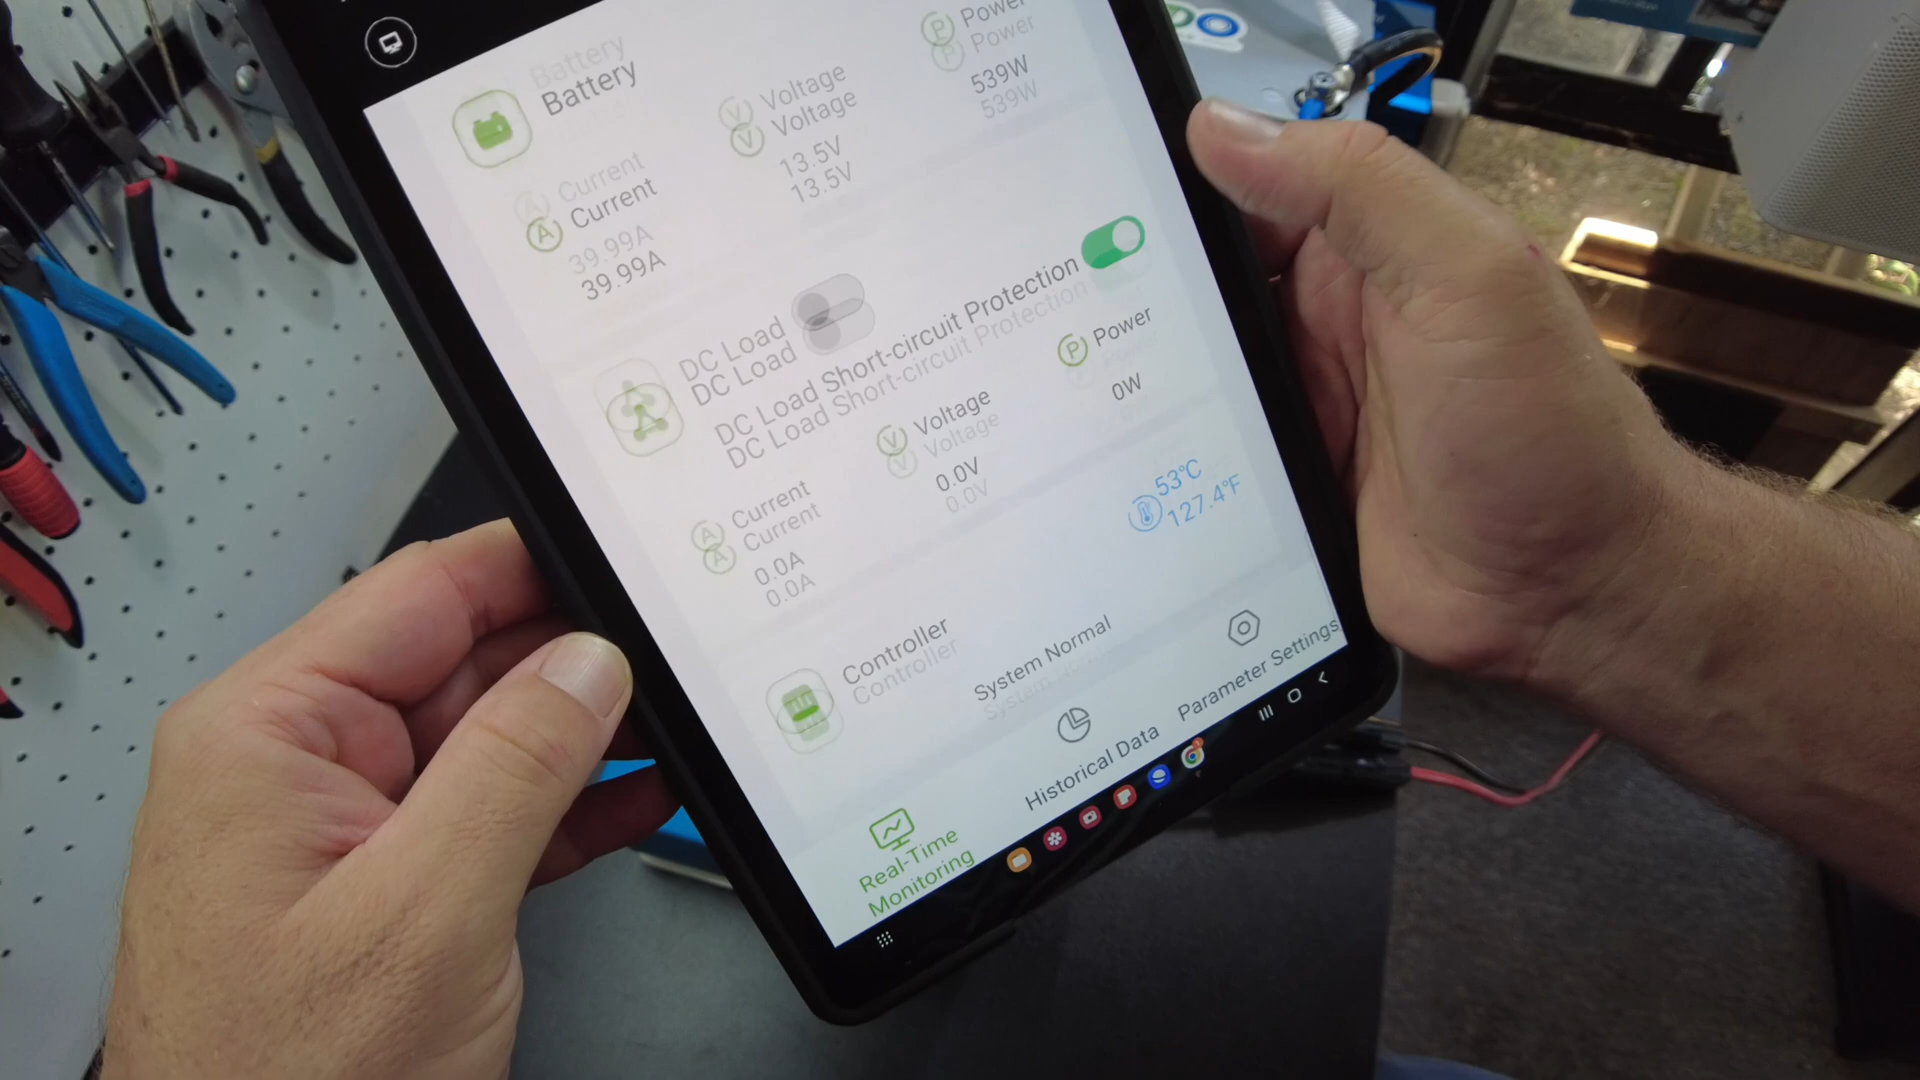 Battery
Current
39.99A
Voltage
13.5V
Power
539W
DC Load
DC Load Short-circuit Protection
Current
0.0A
Voltage
0.0V
Power
0W
Controller
System Normal
53°C
127.4°F
Real-Time
Monitoring
Historical Data
Parameter Settings